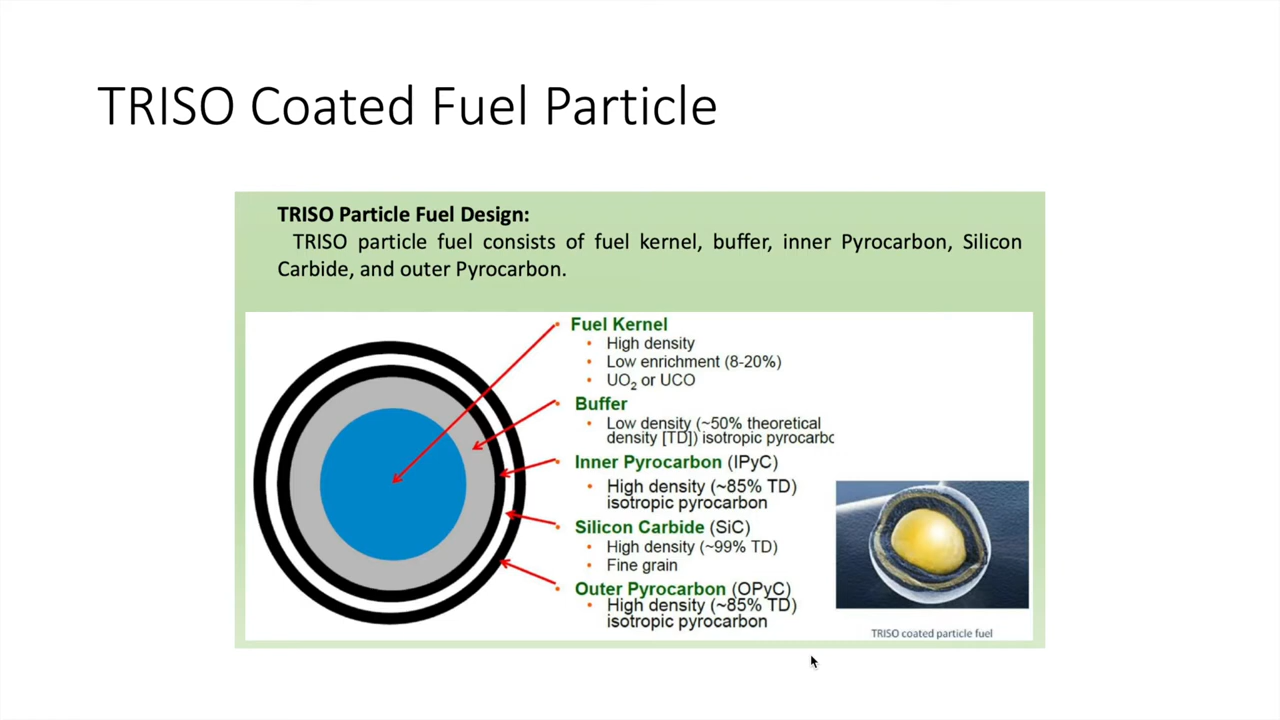 TRISO Coated Fuel Particle
TRISO Particle Fuel Design:
TRISO particle fuel consists of fuel kernel, buffer, inner Pyrocarbon, Silicon
Carbide, and outer Pyrocarbon.
• Fuel Kernel
• High density
• Low enrichment (8-20%)
• UO₂ or UCO
• Buffer
• Low density (~50% theoretical
density [TD]) isotropic pyrocarbc
• Inner Pyrocarbon (IPyC)
• High density (~85% TD)
isotropic pyrocarbon
• Silicon Carbide (SiC)
• High density (~99% TD)
• Fine grain
• Outer Pyrocarbon (OPyC)
• High density (~85% TD)
isotropic pyrocarbon
TRISO coated particle fuel